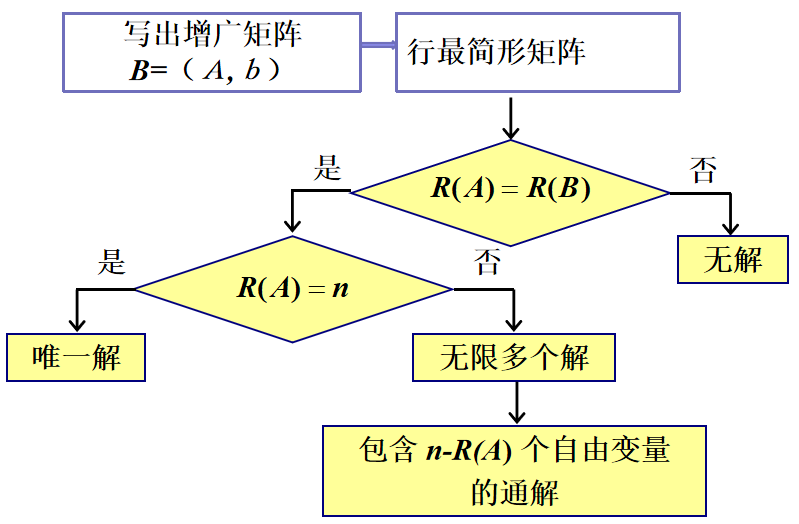 写出增广矩阵
B=（A, b）
行最简形矩阵
R(A) = R(B)
是
否
无解
R(A) = n
是
否
唯一解
无限多个解
包含 n-R(A) 个自由变量
的通解